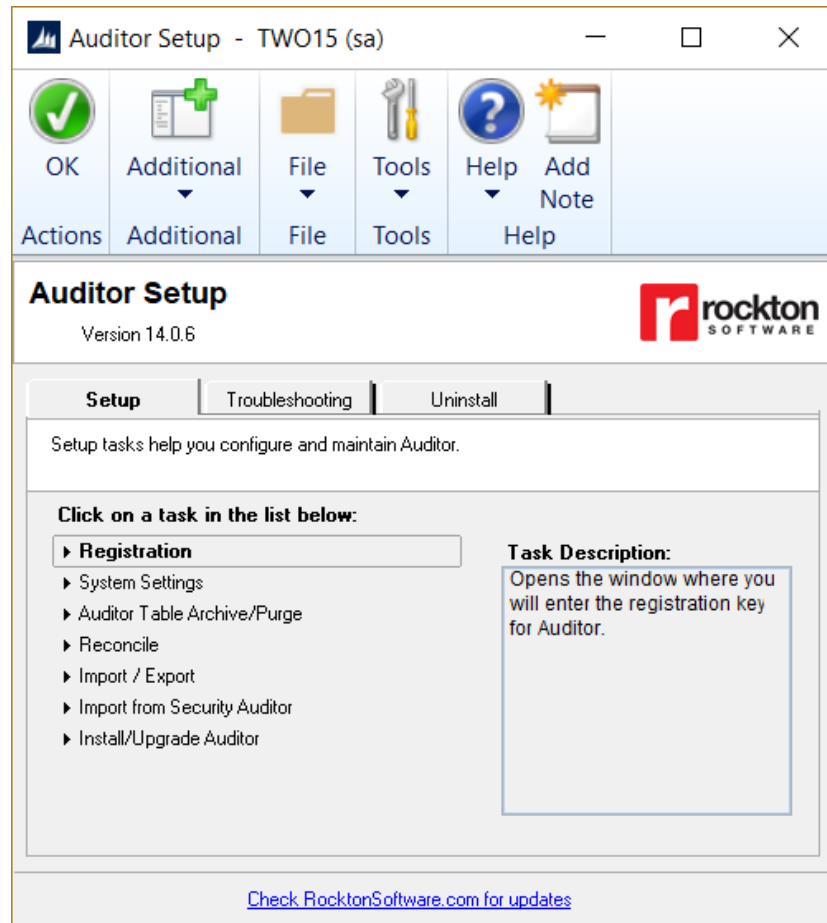 Auditor Setup - TWO15 (sa)
OK
Additional
File
Tools
Help
Add
Note
Actions
Additional
File
Tools
Help
Auditor Setup
Version 14.0.6
rockton
SOFTWARE
Setup
Troubleshooting
Uninstall
Setup tasks help you configure and maintain Auditor.
Click on a task in the list below:
Registration
System Settings
Auditor Table Archive/Purge
Reconcile
Import / Export
Import from Security Auditor
Install/Upgrade Auditor
Task Description:
Opens the window where you
will enter the registration key
for Auditor.
Check RocktonSoftware.com for updates